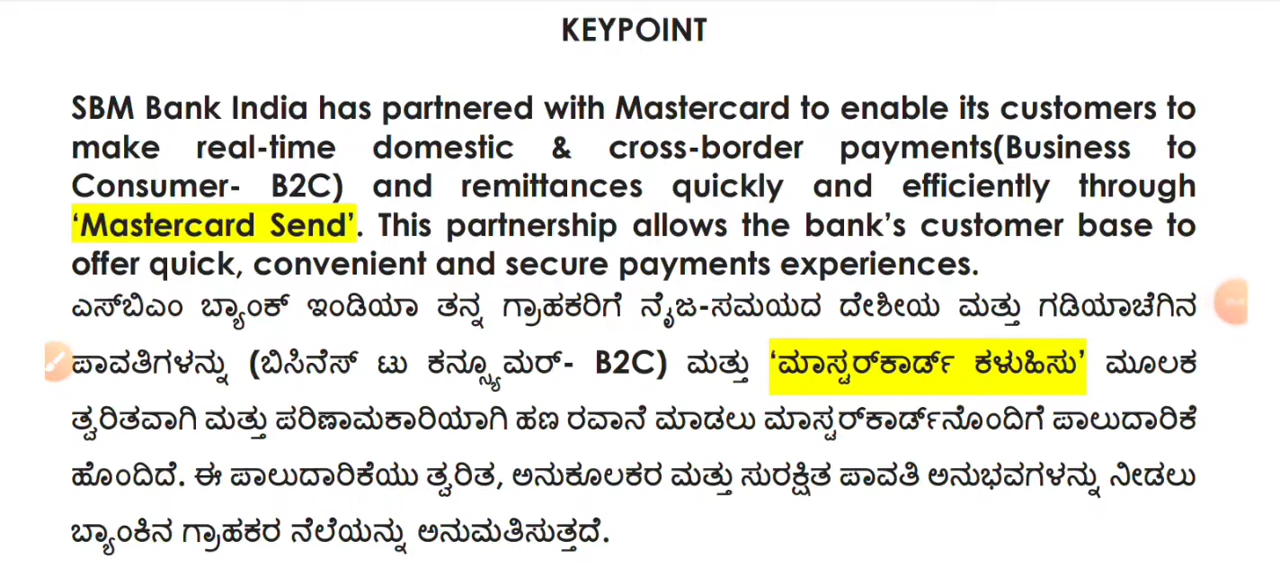 KEYPOINT
SBM Bank India has partnered with Mastercard to enable its customers to
make real-time domestic & cross-border payments(Business to
Consumer- B2C) and remittances quickly and efficiently through
‘Mastercard Send’. This partnership allows the bank’s customer base to
offer quick, convenient and secure payments experiences.
ಎಸ್‌ಬಿಎಂ ಬ್ಯಾಂಕ್ ಇಂಡಿಯಾ ತನ್ನ ಗ್ರಾಹಕರಿಗೆ ನೈಜ-ಸಮಯದ ದೇಶೀಯ ಮತ್ತು ಗಡಿಯಾಚೆಗಿನ
ಪಾವತಿಗಳನ್ನು (ಬಿಸಿನೆಸ್ ಟು ಕನ್ಸ್ಯೂಮರ್- B2C) ಮತ್ತು ‘ಮಾಸ್ಟರ್‌ಕಾರ್ಡ್ ಕಳುಹಿಸು’ ಮೂಲಕ
ತ್ವರಿತವಾಗಿ ಮತ್ತು ಪರಿಣಾಮಕಾರಿಯಾಗಿ ಹಣ ರವಾನೆ ಮಾಡಲು ಮಾಸ್ಟರ್‌ಕಾರ್ಡ್‌ನೊಂದಿಗೆ ಪಾಲುದಾರಿಕೆ
ಹೊಂದಿದೆ. ಈ ಪಾಲುದಾರಿಕೆಯು ತ್ವರಿತ, ಅನುಕೂಲಕರ ಮತ್ತು ಸುರಕ್ಷಿತ ಪಾವತಿ ಅನುಭವಗಳನ್ನು ನೀಡಲು
ಬ್ಯಾಂಕಿನ ಗ್ರಾಹಕರ ನೆಲೆಯನ್ನು ಅನುಮತಿಸುತ್ತದೆ.